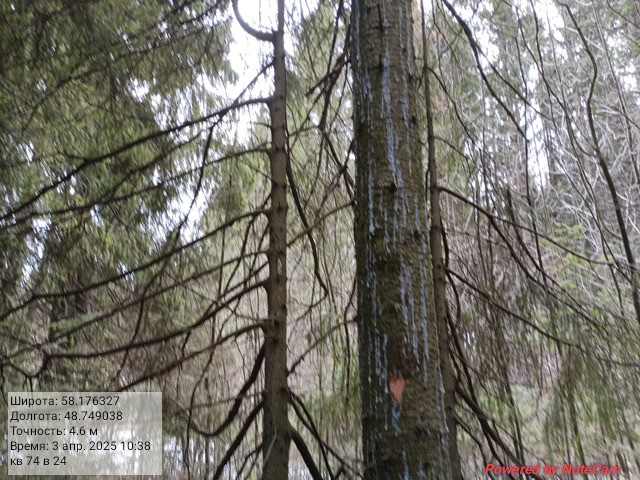 Широта: 58.176327
Долгота: 48.749038
Точность: 4.6 м
Время: 3 апр. 2025 10:38
кв 74 в 24
Powered by NoteCam